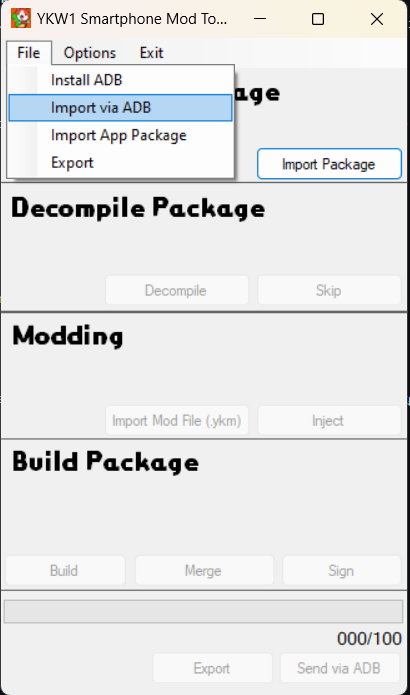 YKW1 Smartphone Mod To...
File Options Exit
Install ADB
Import via ADB
Import App Package
Export
age
Import Package
Decompile Package
Decompile Skip
Modding
Import Mod File (.ykm) Inject
Build Package
Build Merge Sign
000/100
Export Send via ADB